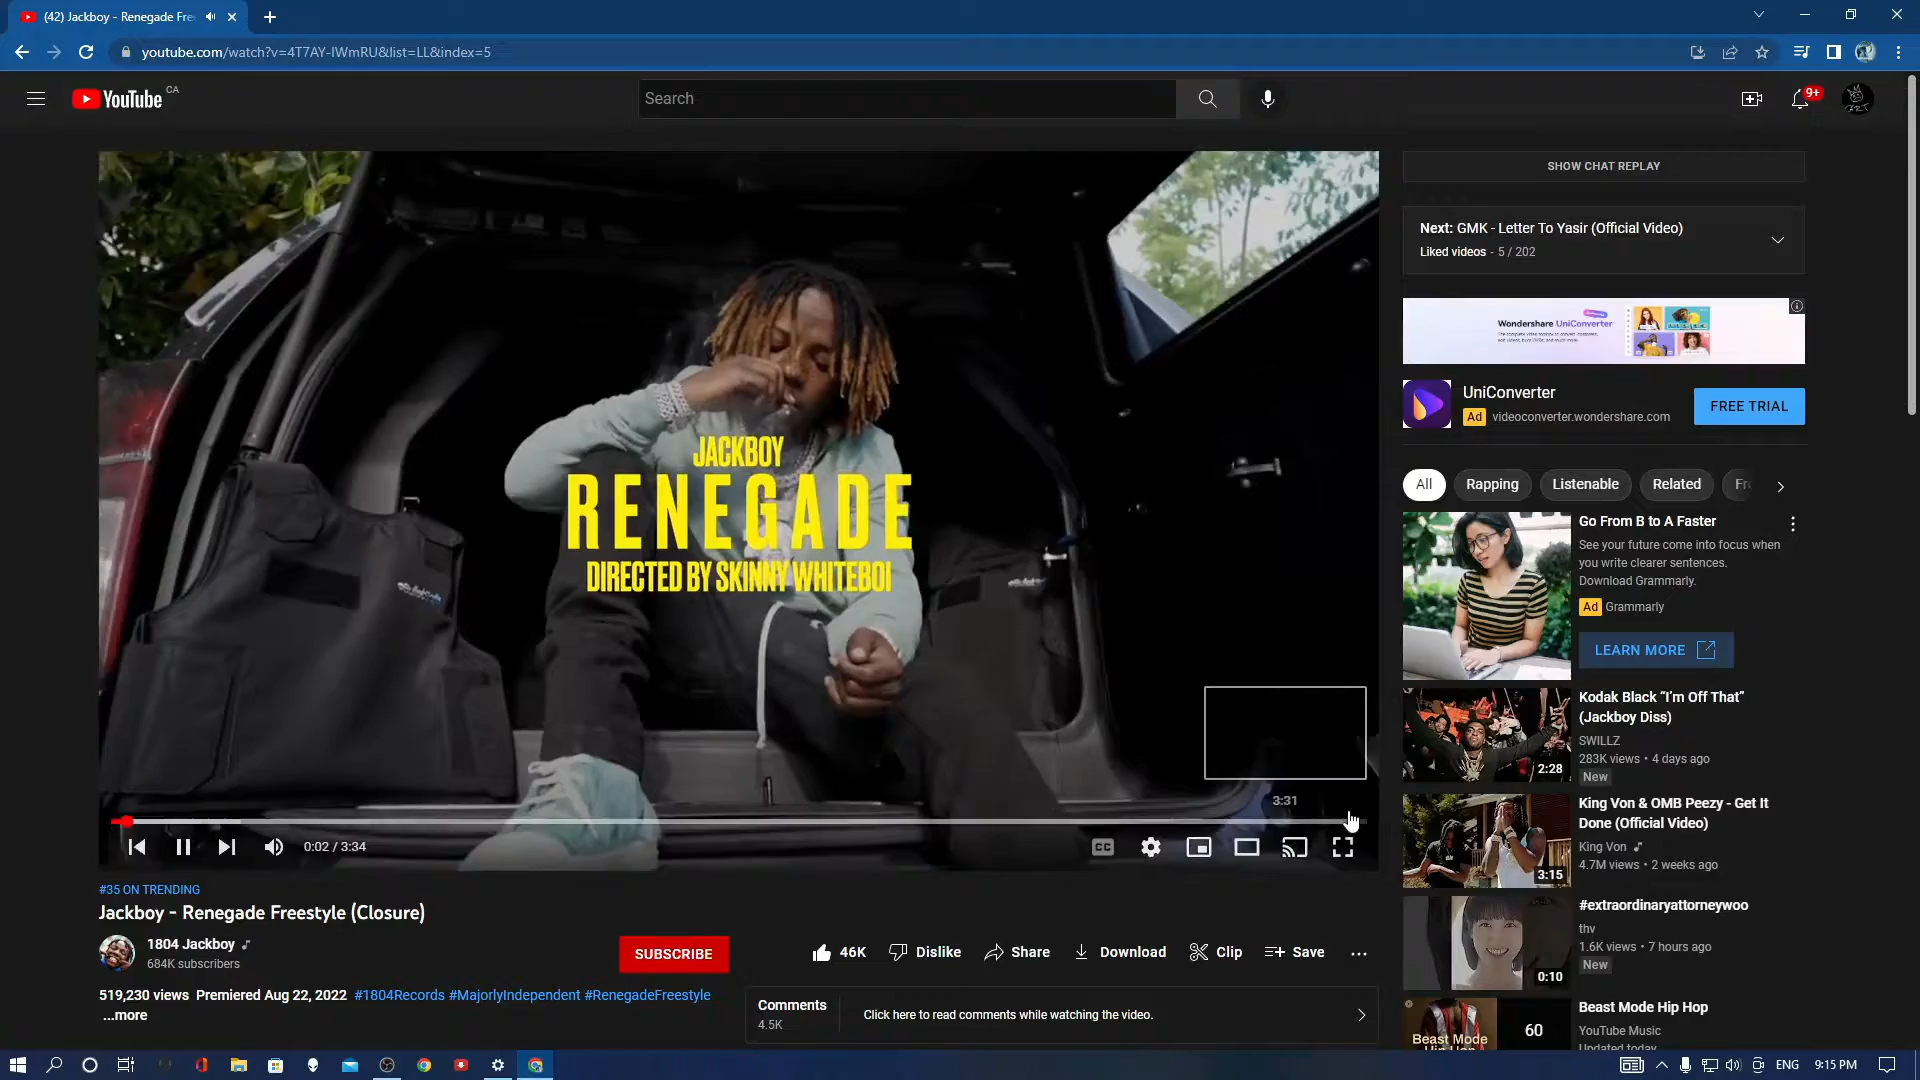 (42) Jackboy - Renegade Fre
youtube.com/watch?v=4T7AY-IWmRU&list=LL&index=5
YouTube CA
Search
9+
JACKBOY
RENEGADE
DIRECTED BY SKINNY WHITEBOI
3:31
0:02 / 3:34
CC
#35 ON TRENDING
Jackboy - Renegade Freestyle (Closure)
1804 Jackboy
684K subscribers
SUBSCRIBE
46K
Dislike
Share
Download
Clip
Save
519,230 views Premiered Aug 22, 2022 #1804Records #MajorlyIndependent #RenegadeFreestyle
...more
Comments
4.5K
Click here to read comments while watching the video.
SHOW CHAT REPLAY
Next: GMK - Letter To Yasir (Official Video)
Liked videos - 5 / 202
Wondershare UniConverter
UniConverter
Ad videoconverter.wondershare.com
FREE TRIAL
All
Rapping
Listenable
Related
Fr
Go From B to A Faster
See your future come into focus when
you write clearer sentences.
Download Grammarly.
Ad Grammarly
LEARN MORE
2:28
Kodak Black “I’m Off That”
(Jackboy Diss)
SWILLZ
283K views • 4 days ago
New
3:15
King Von & OMB Peezy - Get It
Done (Official Video)
King Von
4.7M views • 2 weeks ago
0:10
#extraordinaryattorneywoo
thv
1.6K views • 7 hours ago
New
Beast Mode
Hip Hop
60
Beast Mode Hip Hop
YouTube Music
Updated today
ENG
9:15 PM